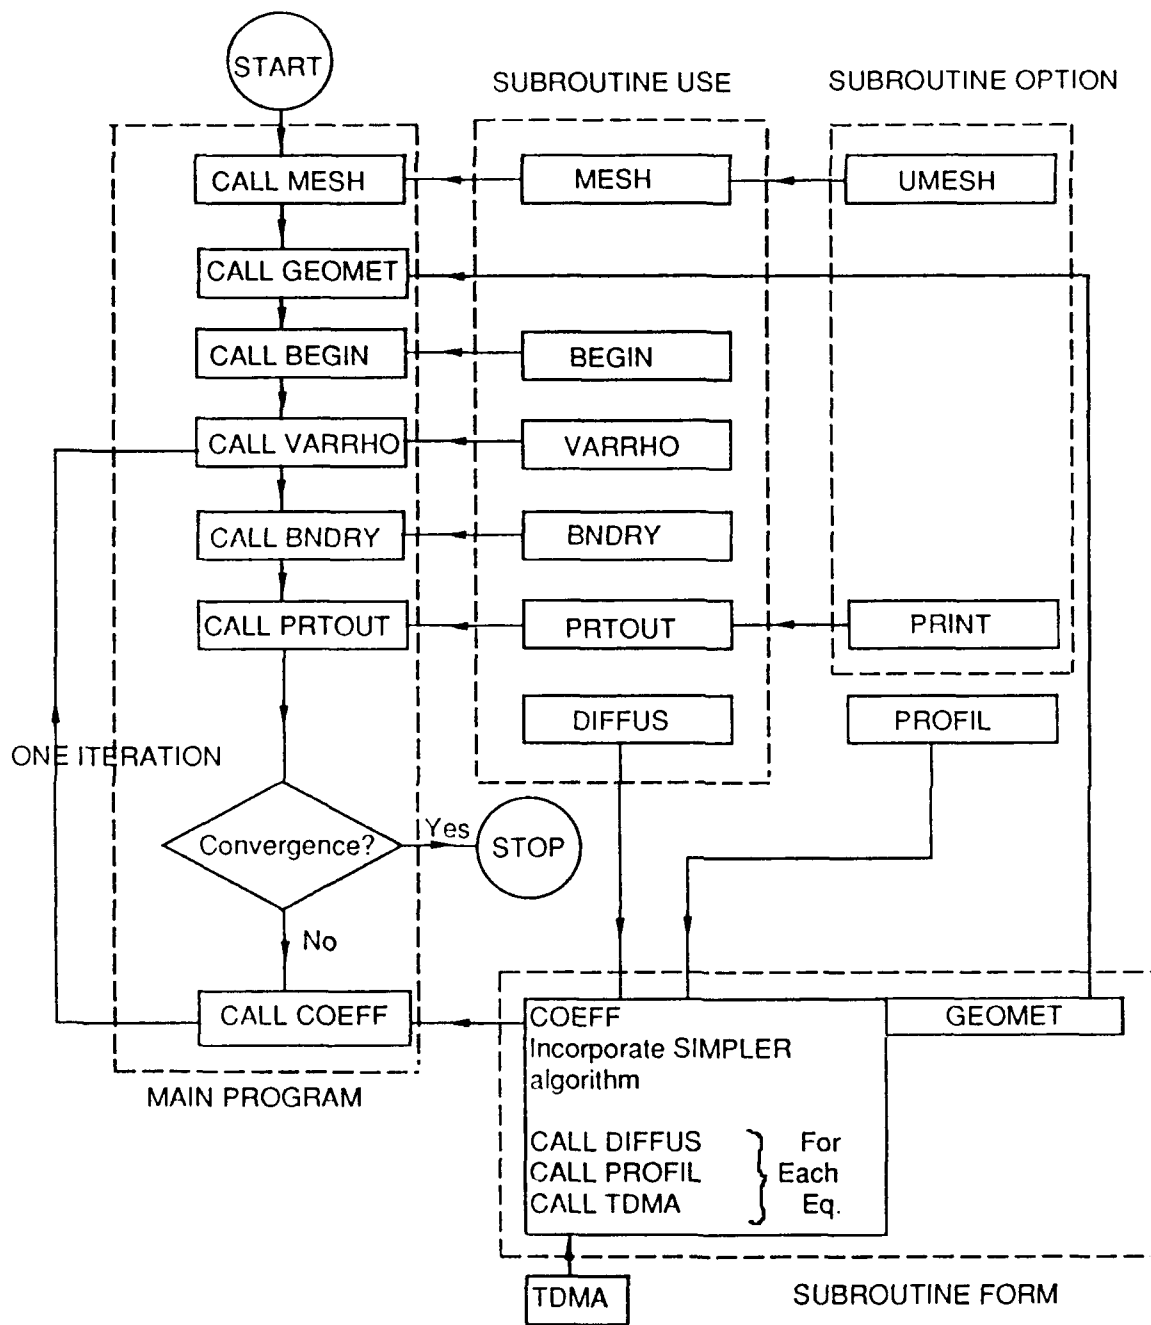 START
SUBROUTINE USE
SUBROUTINE OPTION
CALL MESH
MESH
UMESH
CALL GEOMET
CALL BEGIN
BEGIN
CALL VARRHO
VARRHO
CALL BNDRY
BNDRY
CALL PRTOUT
PRTOUT
PRINT
DIFFUS
PROFIL
ONE ITERATION
Convergence?
Yes
STOP
No
CALL COEFF
MAIN PROGRAM
COEFF
Incorporate SIMPLER
algorithm
GEOMET
CALL DIFFUS For
CALL PROFIL Each
CALL TDMA Eq.
TDMA
SUBROUTINE FORM